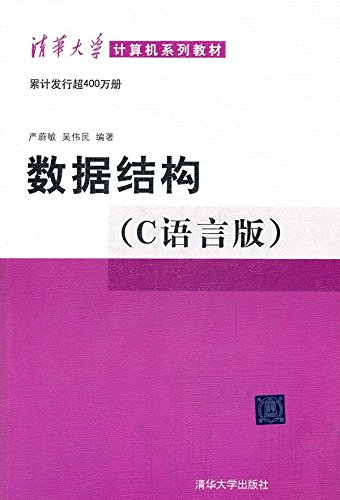 清华大学 计算机系列教材
累计发行超400万册
严蔚敏 吴伟民 编著
数据结构
(C语言版)
清华大学出版社